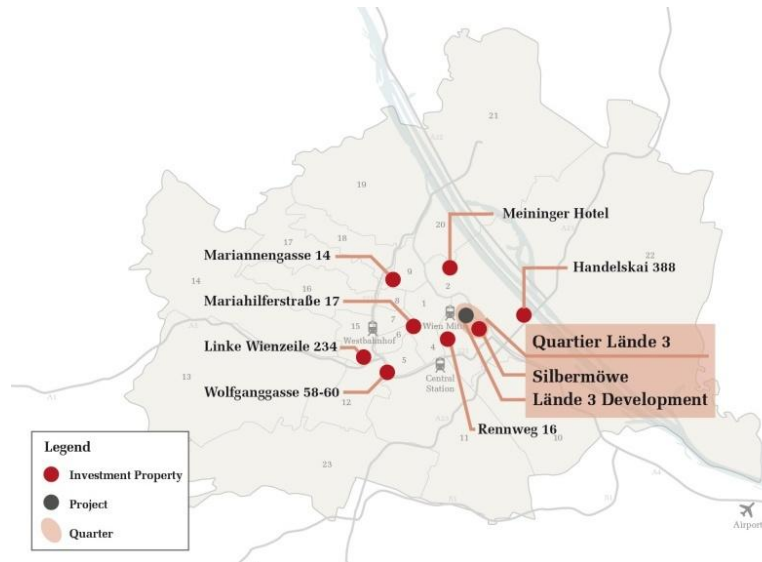 21
19
Meininger Hotel
20
17
18
22
Mariannengasse 14
Handelskai 388
9
14
16
2
Mariahilferstraße 17
8
1
7
15
Wien Mitte
Quartier Lände 3
Westbahnhof
6
Linke Wienzeile 234
4
Silbermöwe
5
Central
Station
13
Wolfganggasse 58-60
Lände 3 Development
12
Rennweg 16
11
10
Legend
Investment Property
23
Project
Quarter
Airport